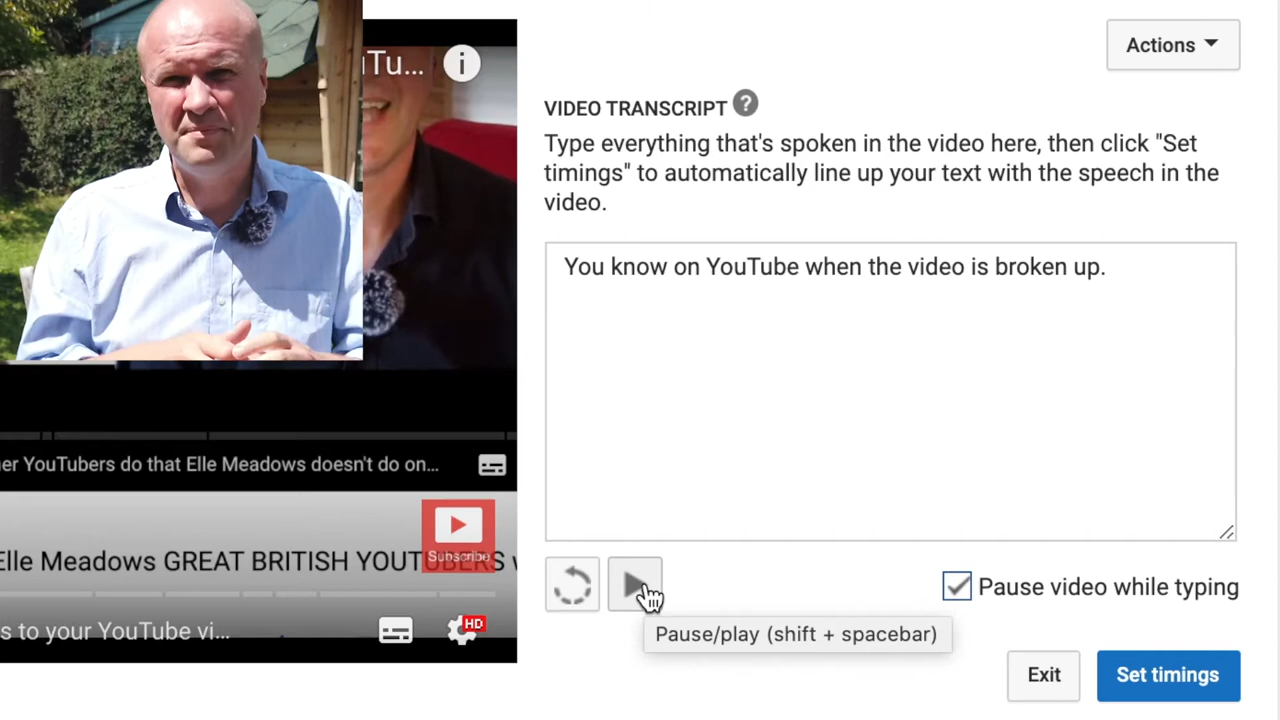 Actions
Tu...
i
VIDEO TRANSCRIPT ?
Type everything that's spoken in the video here, then click "Set
timings" to automatically line up your text with the speech in the
video.
You know on YouTube when the video is broken up.
er YouTubers do that Elle Meadows doesn't do on...
Subscribe
Elle Meadows GREAT BRITISH YOUTUBERS
HD
s to your YouTube vi...
Pause video while typing
Pause/play (shift + spacebar)
Exit
Set timings